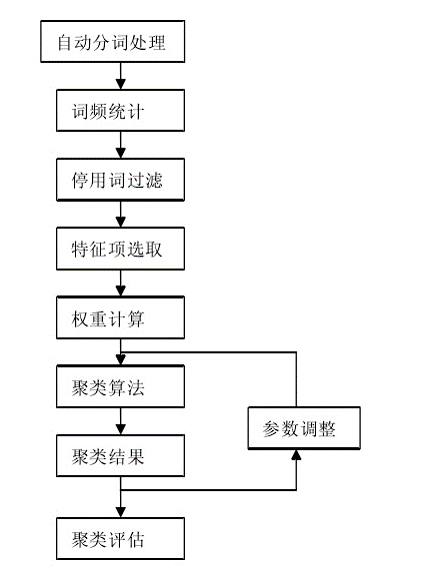 自动分词处理
词频统计
停用词过滤
特征项选取
权重计算
聚类算法
参数调整
聚类结果
聚类评估